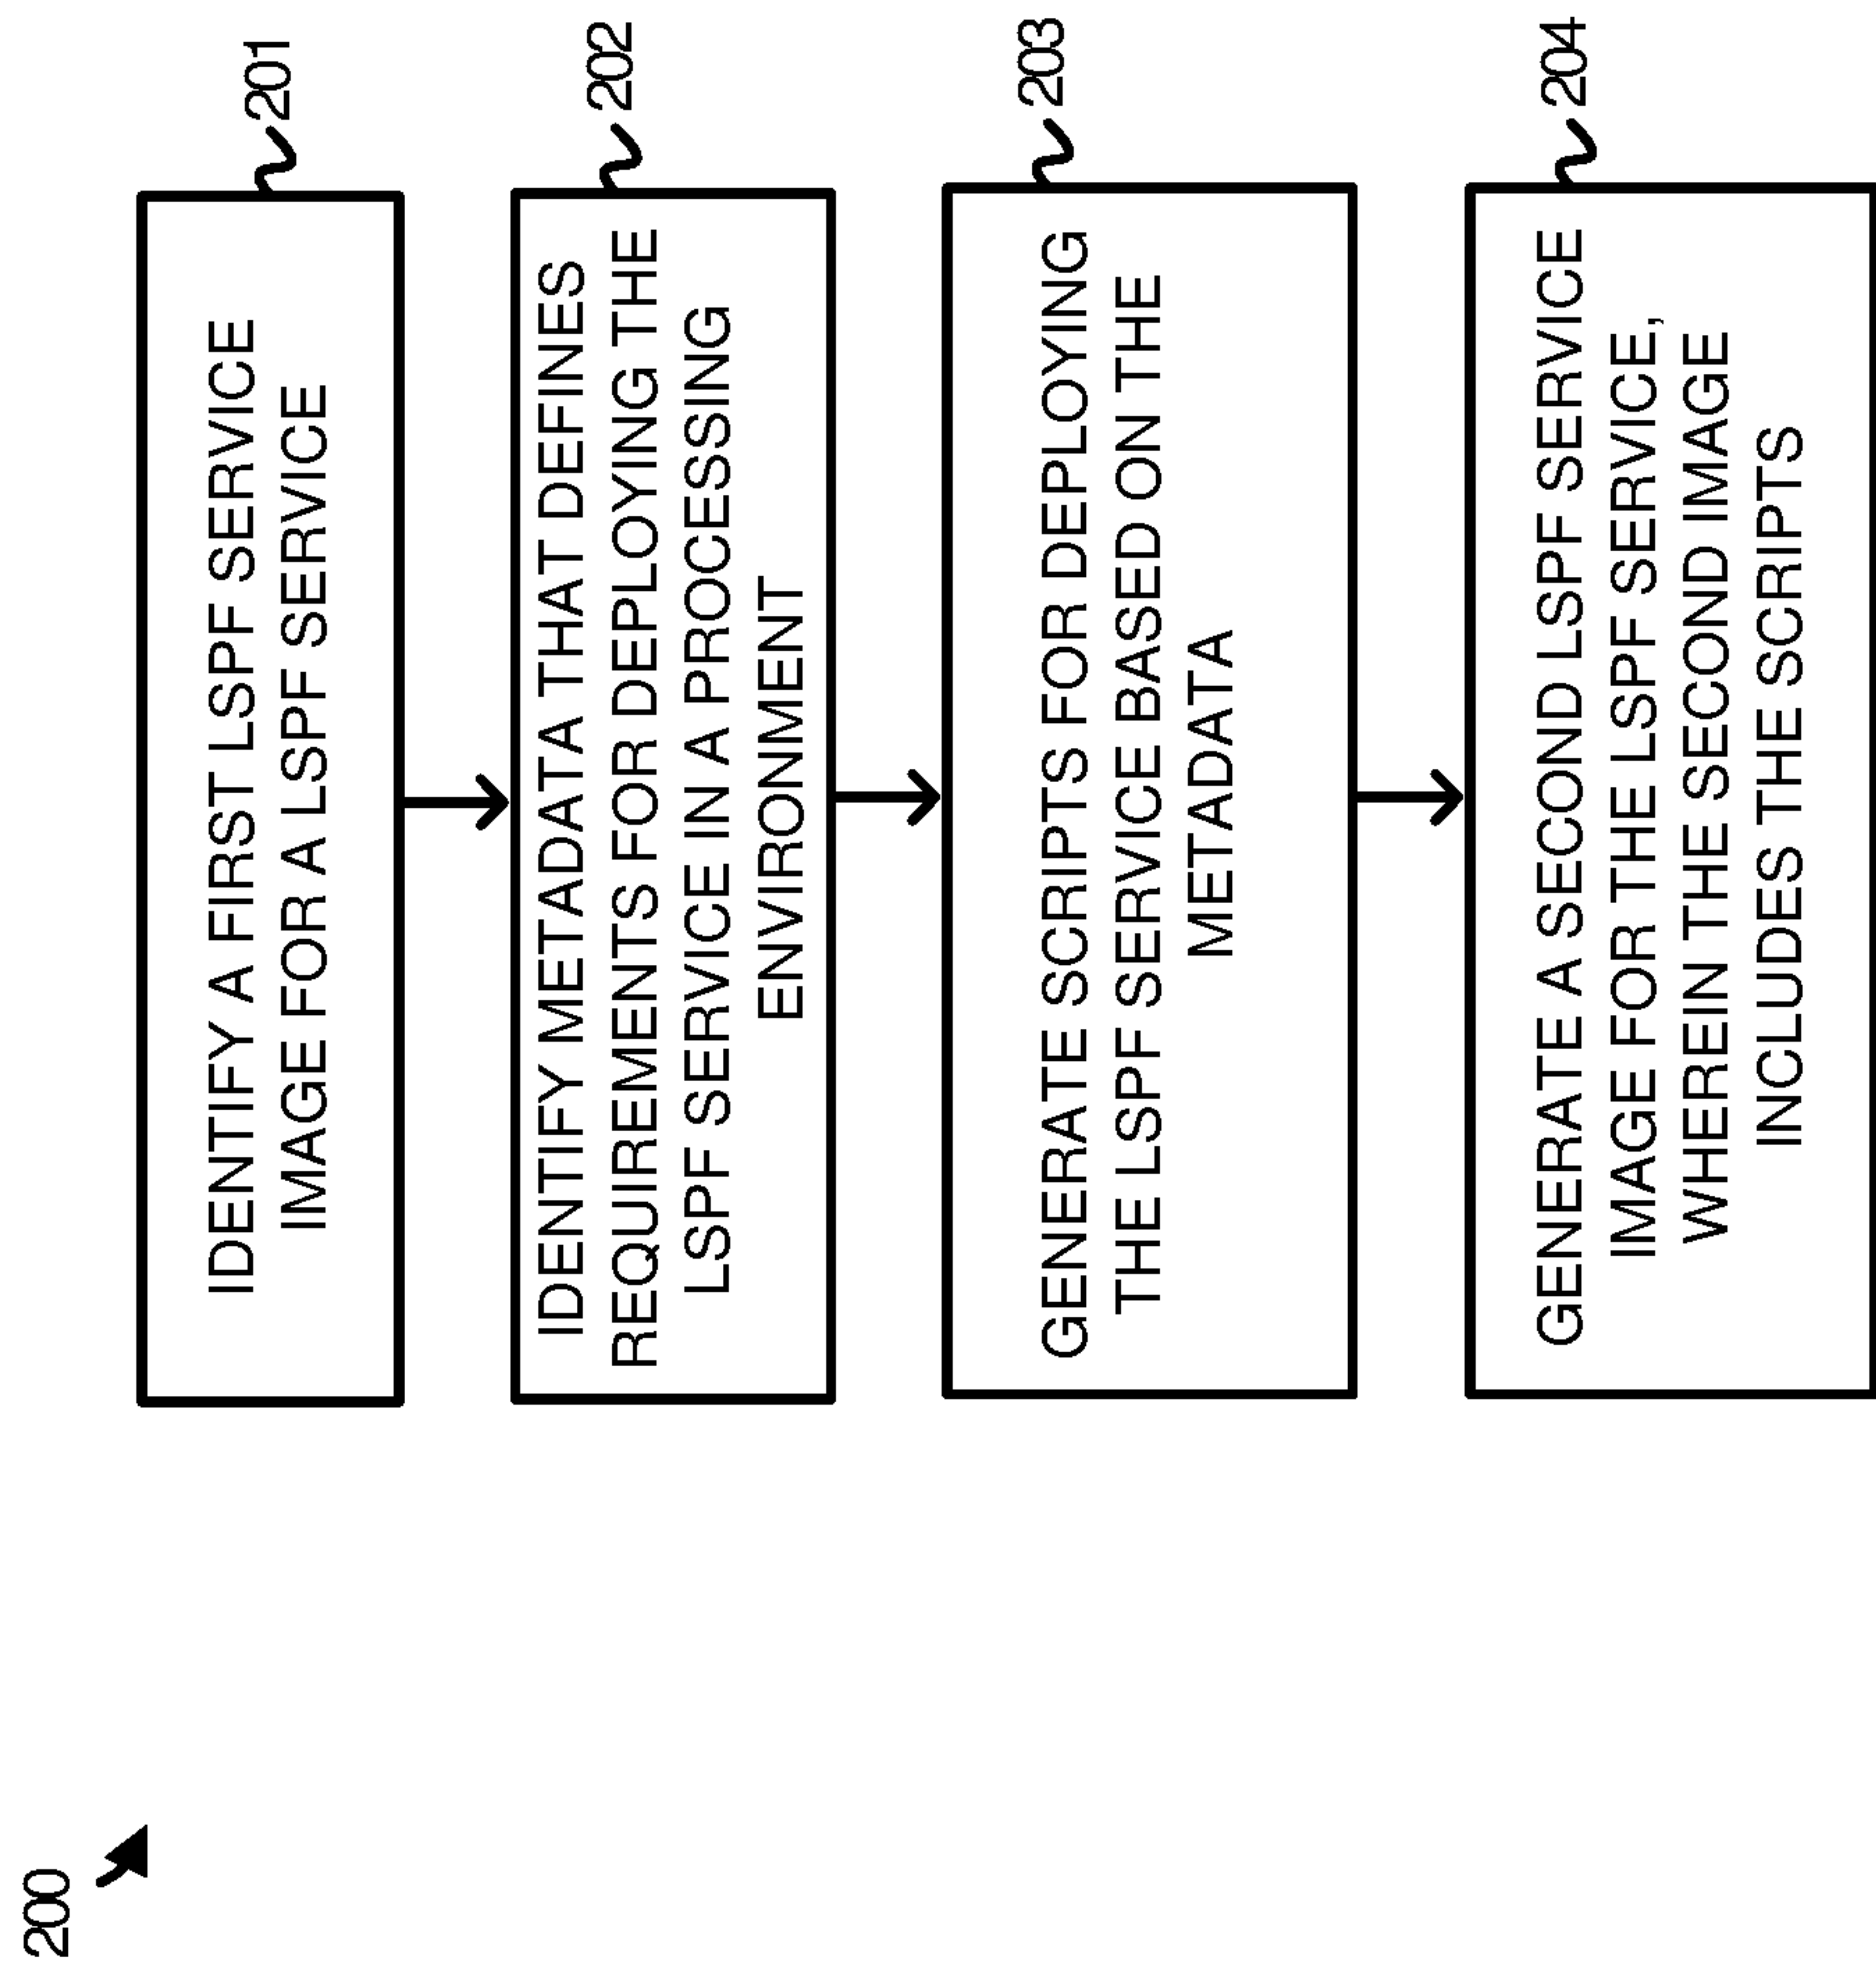 200
IDENTIFY A FIRST LSPF SERVICE
IMAGE FOR A LSPF SERVICE
201
IDENTIFY METADATA THAT DEFINES
REQUIREMENTS FOR DEPLOYING THE
LSPF SERVICE IN A PROCESSING
ENVIRONMENT
202
GENERATE SCRIPTS FOR DEPLOYING
THE LSPF SERVICE BASED ON THE
METADATA
203
GENERATE A SECOND LSPF SERVICE
IMAGE FOR THE LSPF SERVICE,
WHEREIN THE SECOND IMAGE
INCLUDES THE SCRIPTS
204